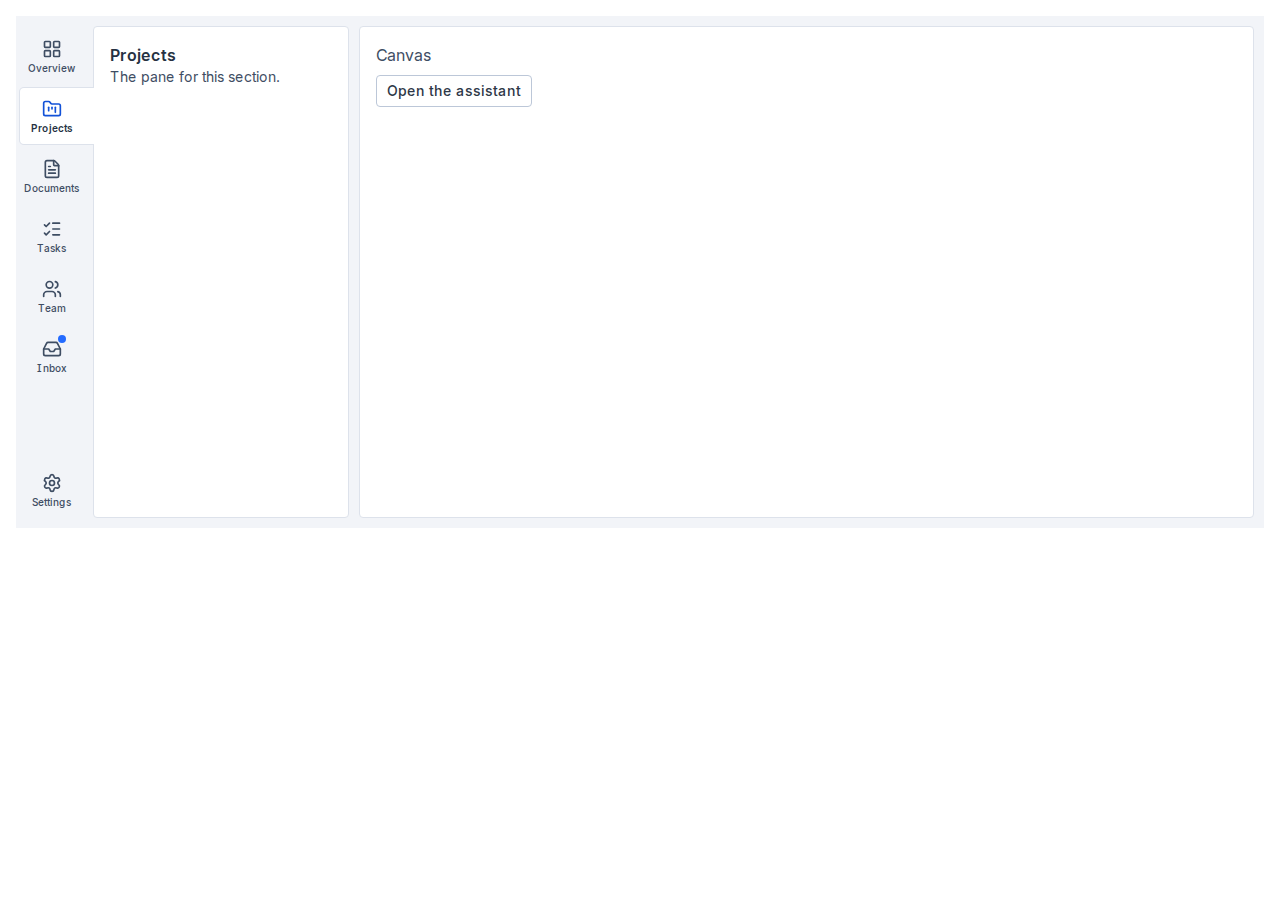 Overview
Projects
Documents
Tasks
Team
Inbox
Settings
Projects
The pane for this section.
Canvas
Open the assistant